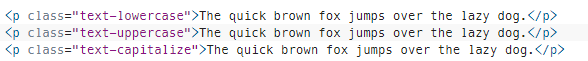 <p class="text-lowercase">The quick brown fox jumps over the lazy dog.</p>
<p class="text-uppercase">The quick brown fox jumps over the lazy dog.</p>
<p class="text-capitalize">The quick brown fox jumps over the lazy dog.</p>